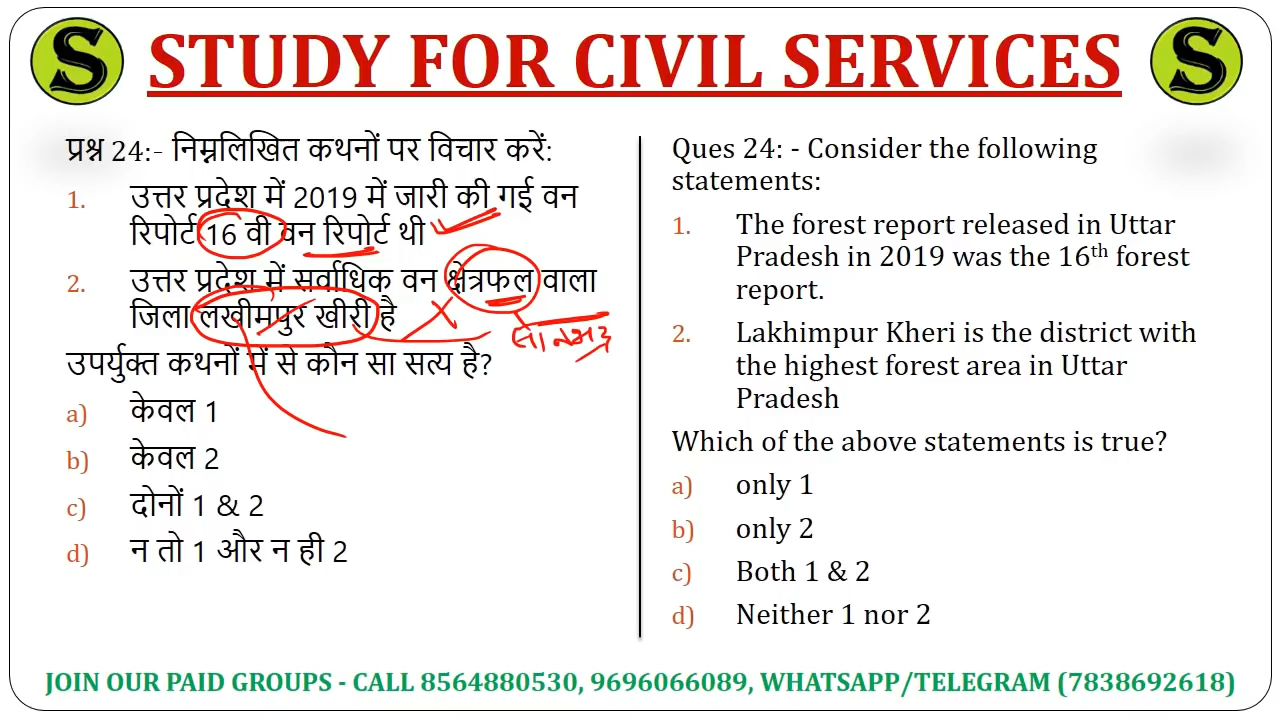 S STUDY FOR CIVIL SERVICES S
प्रश्न 24:- निम्नलिखित कथनों पर विचार करें:
1. उत्तर प्रदेश में 2019 में जारी की गई वन
रिपोर्ट 16 वी वन रिपोर्ट थी
2. उत्तर प्रदेश में सर्वाधिक वन क्षेत्रफल वाला
जिला लखीमपुर खीरी है
उपर्युक्त कथनों में से कौन सा सत्य है?
a) केवल 1
b) केवल 2
c) दोनों 1 & 2
d) न तो 1 और न ही 2
Ques 24: - Consider the following
statements:
1. The forest report released in Uttar
Pradesh in 2019 was the 16th forest
report.
2. Lakhimpur Kheri is the district with
the highest forest area in Uttar
Pradesh
Which of the above statements is true?
a) only 1
b) only 2
c) Both 1 & 2
d) Neither 1 nor 2
JOIN OUR PAID GROUPS - CALL 8564880530, 9696066089, WHATSAPP/TELEGRAM (7838692618)